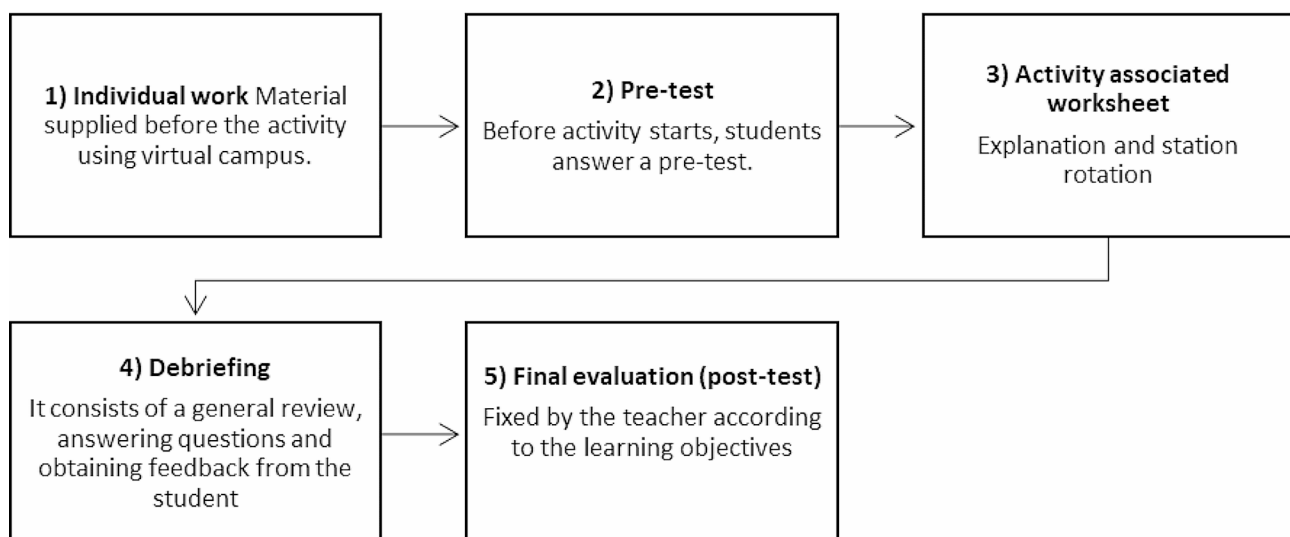 1) Individual work Material
supplied before the activity
using virtual campus.
2) Pre-test
Before activity starts, students
answer a pre-test.
3) Activity associated
worksheet
Explanation and station
rotation
4) Debriefing
It consists of a general review,
answering questions and
obtaining feedback from the
student
5) Final evaluation (post-test)
Fixed by the teacher according
to the learning objectives